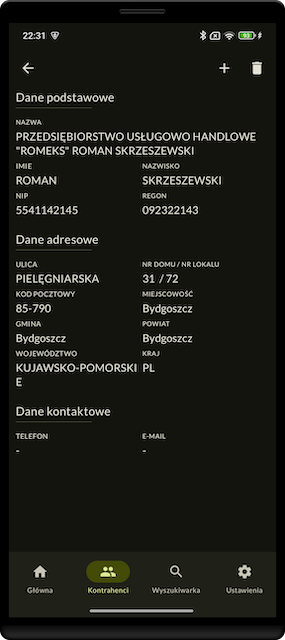 22:31
93
Dane podstawowe
NAZWA
PRZEDSIĘBIORSTWO USŁUGOWO HANDLOWE
"ROMEKS" ROMAN SKRZESZEWSKI
IMIE NAZWISKO
ROMAN SKRZESZEWSKI
NIP REGON
5541142145 092322143
Dane adresowe
ULICA NR DOMU / NR LOKALU
PIELĘGNIARSKA 31 / 72
KOD POCZTOWY MIEJSCOWOŚĆ
85-790 Bydgoszcz
GMINA POWIAT
Bydgoszcz Bydgoszcz
WOJEWÓDZTWO KRAJ
KUJAWSKO-POMORSKI PL
E
Dane kontaktowe
TELEFON E-MAIL
- -
Główna Kontrahenci Wyszukiwarka Ustawienia